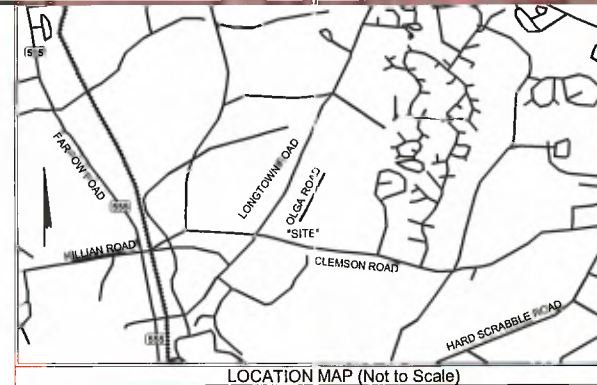 555
FARROW ROAD
555
LONGTOWN ROAD
OLGA ROAD
"SITE"
KILLIAN ROAD
CLEMSON ROAD
HARD SCRABBLE ROAD
555
LOCATION MAP (Not to Scale)